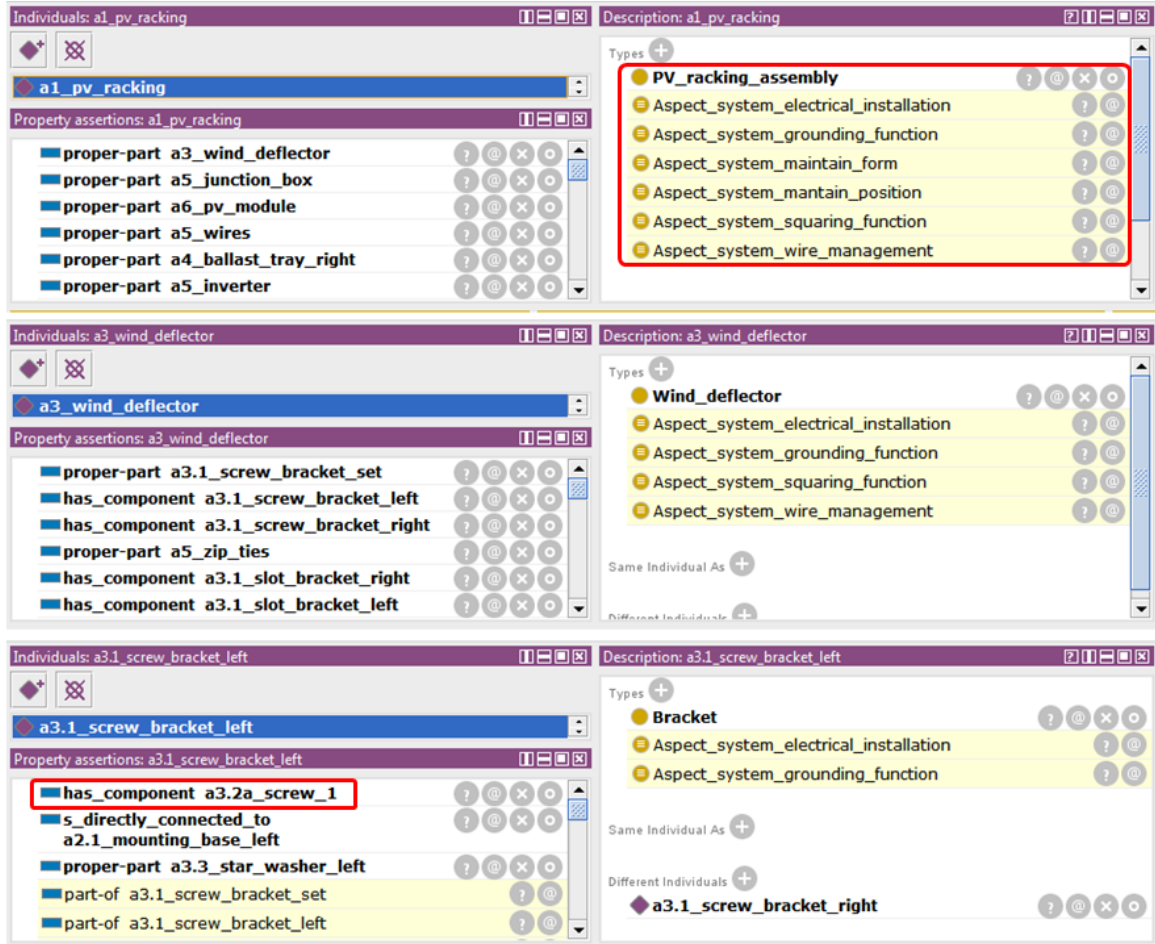 Individuals: a1_pv_racking
a1_pv_racking
Property assertions: a1_pv_racking
proper-part a3_wind_deflector
proper-part a5_junction_box
proper-part a6_pv_module
proper-part a5_wires
proper-part a4_ballast_tray_right
proper-part a5_inverter
Description: a1_pv_racking
Types
PV_racking_assembly
Aspect_system_electrical_installation
Aspect_system_grounding_function
Aspect_system_maintain_form
Aspect_system_mantain_position
Aspect_system_squaring_function
Aspect_system_wire_management
Individuals: a3_wind_deflector
a3_wind_deflector
Property assertions: a3_wind_deflector
proper-part a3.1_screw_bracket_set
has_component a3.1_screw_bracket_left
has_component a3.1_screw_bracket_right
proper-part a5_zip_ties
has_component a3.1_slot_bracket_right
has_component a3.1_slot_bracket_left
Description: a3_wind_deflector
Types
Wind_deflector
Aspect_system_electrical_installation
Aspect_system_grounding_function
Aspect_system_squaring_function
Aspect_system_wire_management
Same Individual As
Different Individuals
Individuals: a3.1_screw_bracket_left
a3.1_screw_bracket_left
Property assertions: a3.1_screw_bracket_left
has_component a3.2a_screw_1
s_directly_connected_to
a2.1_mounting_base_left
proper-part a3.3_star_washer_left
part-of a3.1_screw_bracket_set
part-of a3.1_screw_bracket_left
Description: a3.1_screw_bracket_left
Types
Bracket
Aspect_system_electrical_installation
Aspect_system_grounding_function
Same Individual As
Different Individuals
a3.1_screw_bracket_right